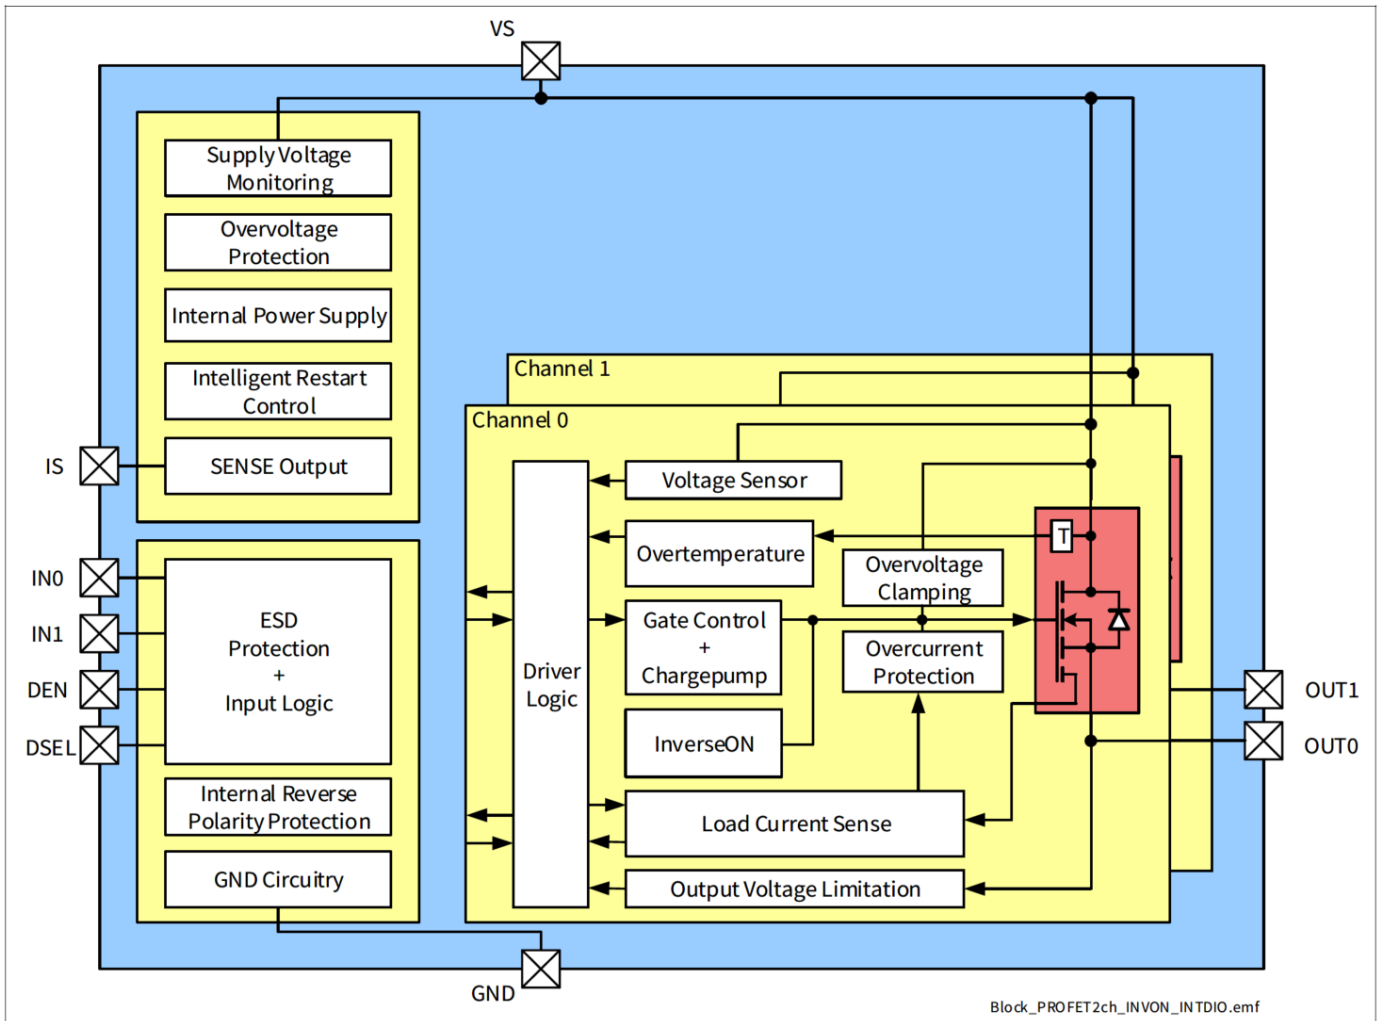 VS
Supply Voltage
Monitoring
Overvoltage
Protection
Internal Power Supply
Intelligent Restart
Control
SENSE Output
IS
IN0
IN1
DEN
DSEL
ESD
Protection
+
Input Logic
Internal Reverse
Polarity Protection
GND Circuitry
GND
Channel 1
Channel 0
Driver
Logic
Voltage Sensor
Overtemperature
T
Overvoltage
Clamping
Gate Control
+
Chargepump
Overcurrent
Protection
InverseON
Load Current Sense
Output Voltage Limitation
OUT1
OUT0
Block_PROFET2ch_INVON_INTDIO.emf